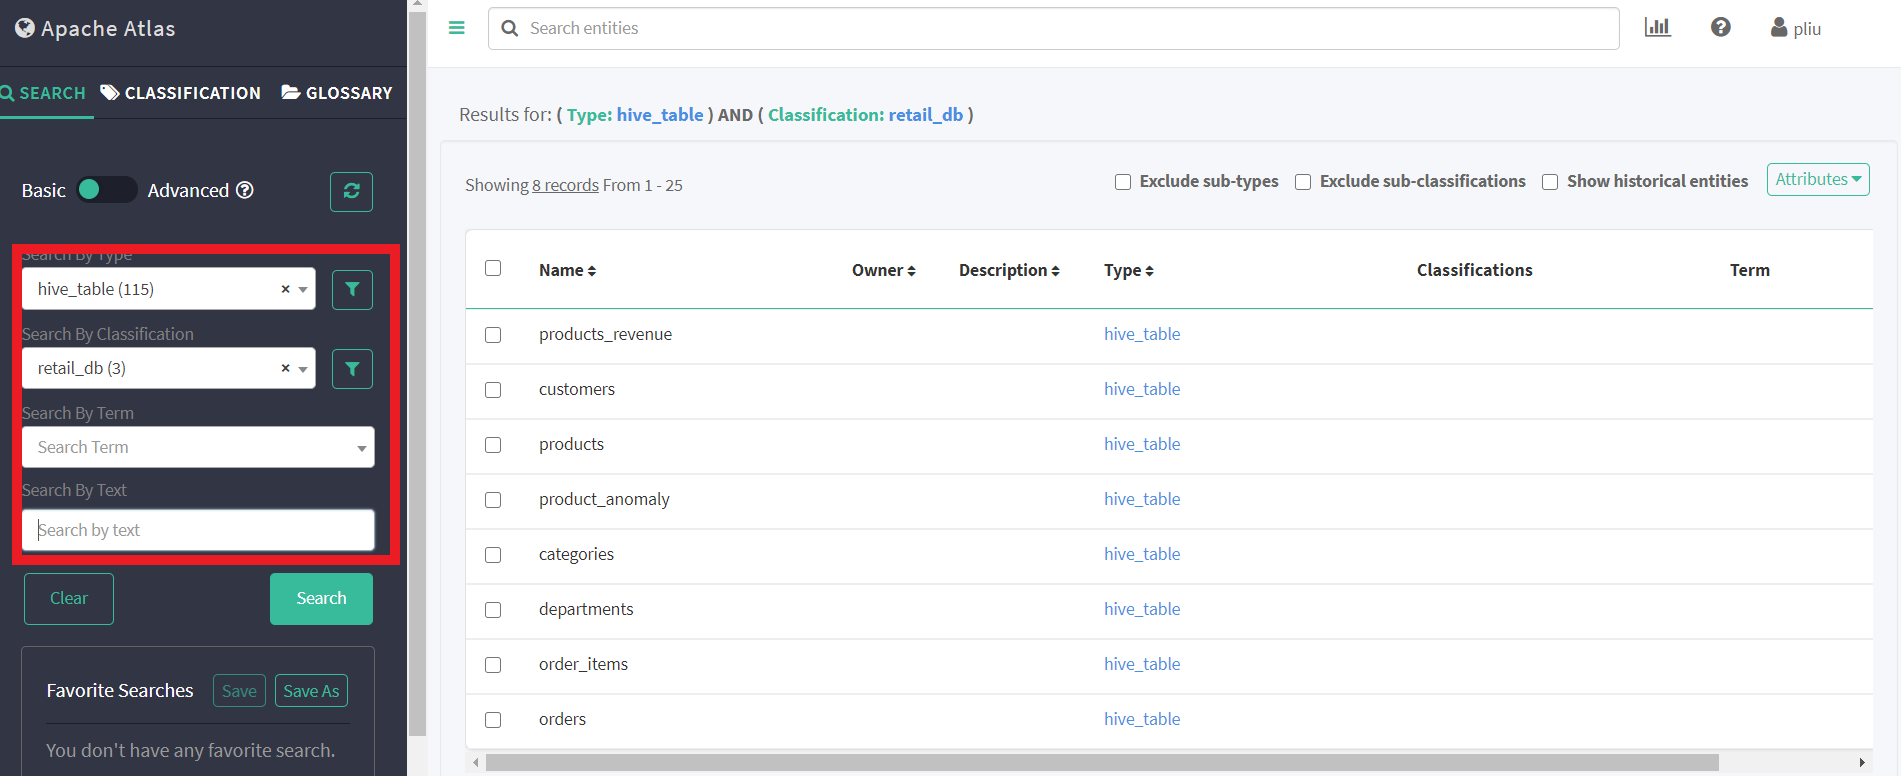 Apache Atlas
SEARCH CLASSIFICATION GLOSSARY
Basic Advanced
Search By Type
hive_table (115) ×
Search By Classification
retail_db (3) ×
Search By Term
Search Term
Search By Text
Search by text
Clear Search
Favorite Searches Save Save As
You don't have any favorite search.
Search entities
pliu
Results for: ( Type: hive_table ) AND ( Classification: retail_db )
Showing 8 records From 1 - 25
Exclude sub-types Exclude sub-classifications Show historical entities Attributes
Name Owner Description Type Classifications Term
products_revenue hive_table
customers hive_table
products hive_table
product_anomaly hive_table
categories hive_table
departments hive_table
order_items hive_table
orders hive_table